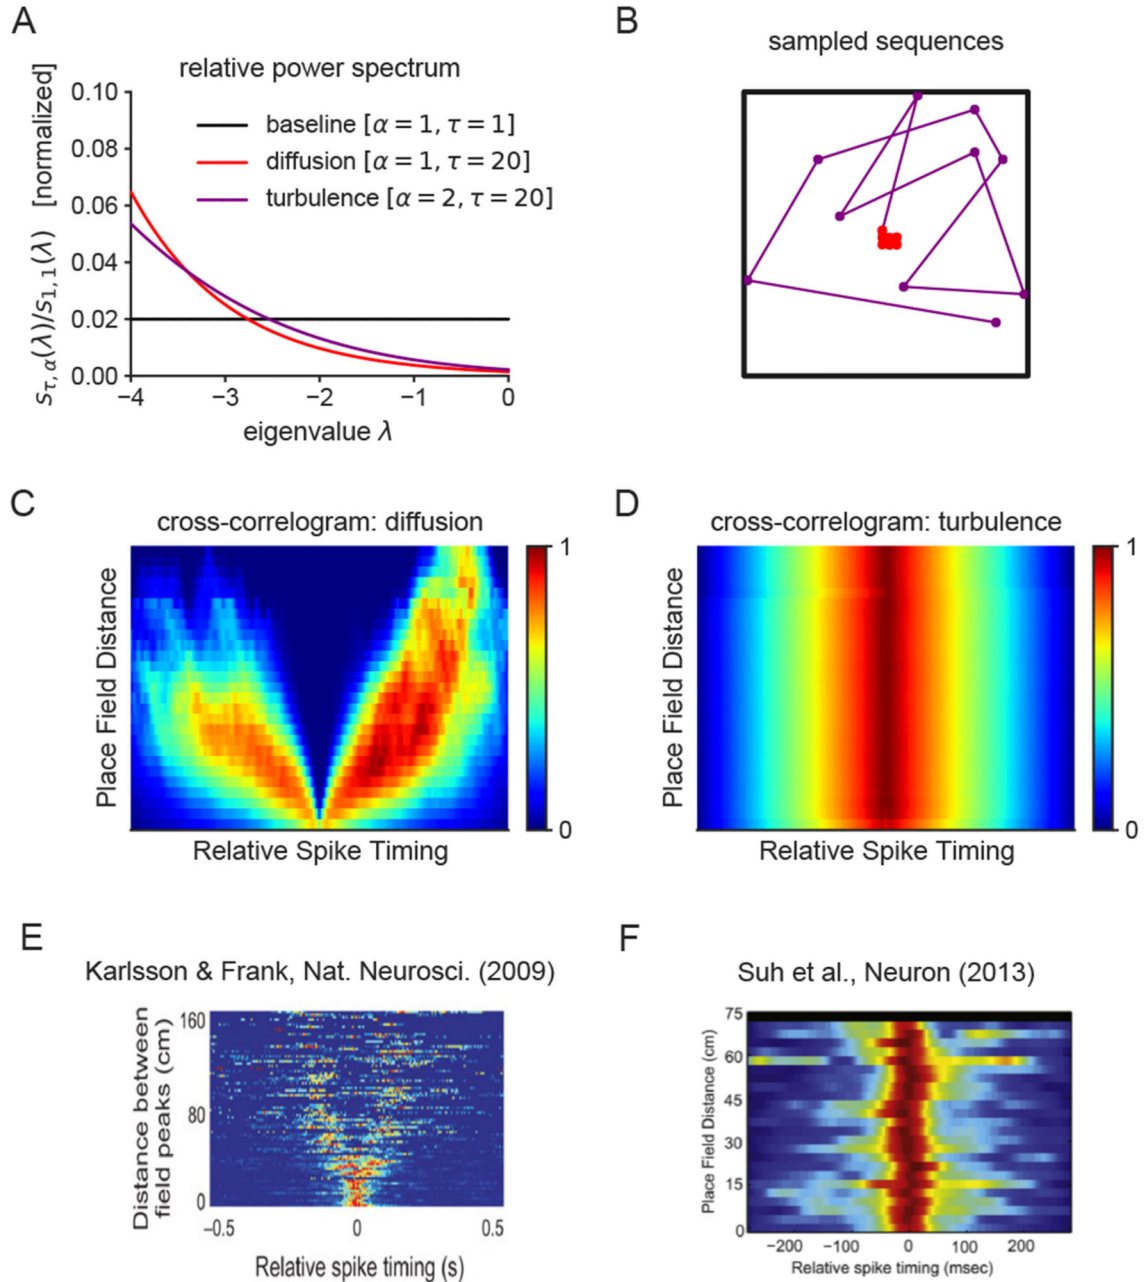 A
relative power spectrum
s_{τ, α}(λ)/s_{1, 1}(λ) [normalized]
0.10
0.08
0.06
0.04
0.02
0.00
baseline [α = 1, τ = 1]
diffusion [α = 1, τ = 20]
turbulence [α = 2, τ = 20]
−4
−3
−2
−1
0
eigenvalue λ
B
sampled sequences
C
cross-correlogram: diffusion
Place Field Distance
Relative Spike Timing
1
0
D
cross-correlogram: turbulence
Place Field Distance
Relative Spike Timing
1
0
E
Karlsson & Frank, Nat. Neurosci. (2009)
Distance between
field peaks (cm)
160
80
0
−0.5
0
0.5
Relative spike timing (s)
F
Suh et al., Neuron (2013)
Place Field Distance (cm)
75
60
45
30
15
0
−200
−100
0
100
200
Relative spike timing (msec)